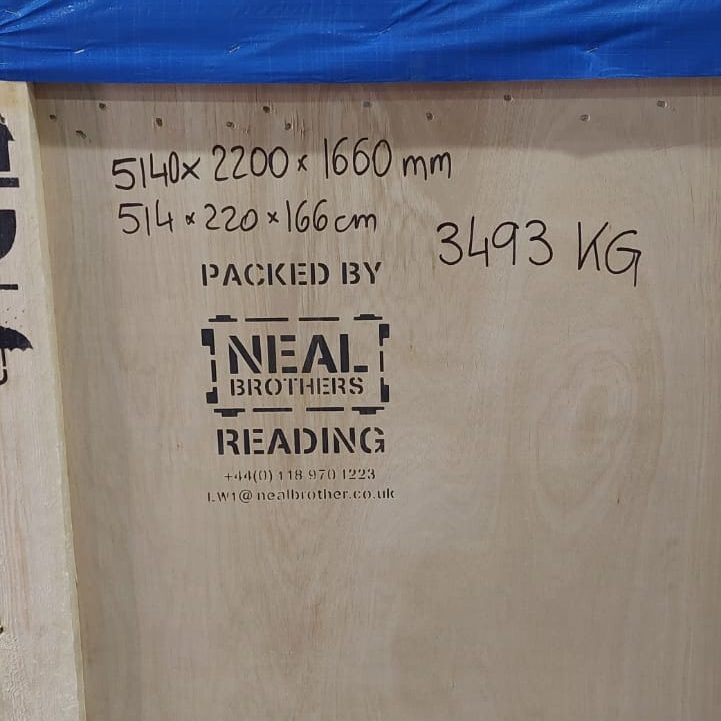 5140 x 2200 x 1660 mm
514 x 220 x 166 cm
3493 KG
PACKED BY
NEAL
BROTHERS
READING
+44(0) 118 970 1223
LW1@nealbrother.co.uk